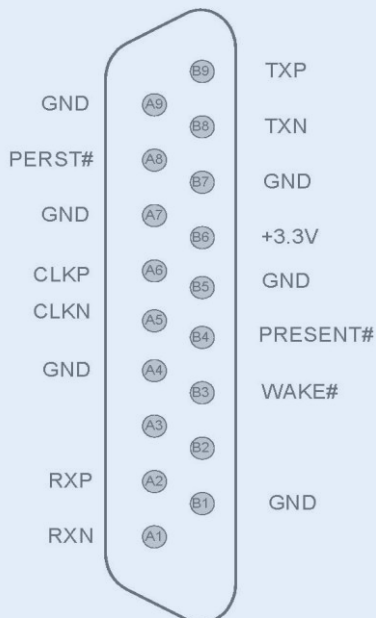 B9 TXP
GND A9
B8 TXN
PERST# A8
B7 GND
GND A7
B6 +3.3V
CLKP A6
B5 GND
CLKN A5
B4 PRESENT#
GND A4
B3 WAKE#
A3
B2
RXP A2
B1 GND
RXN A1